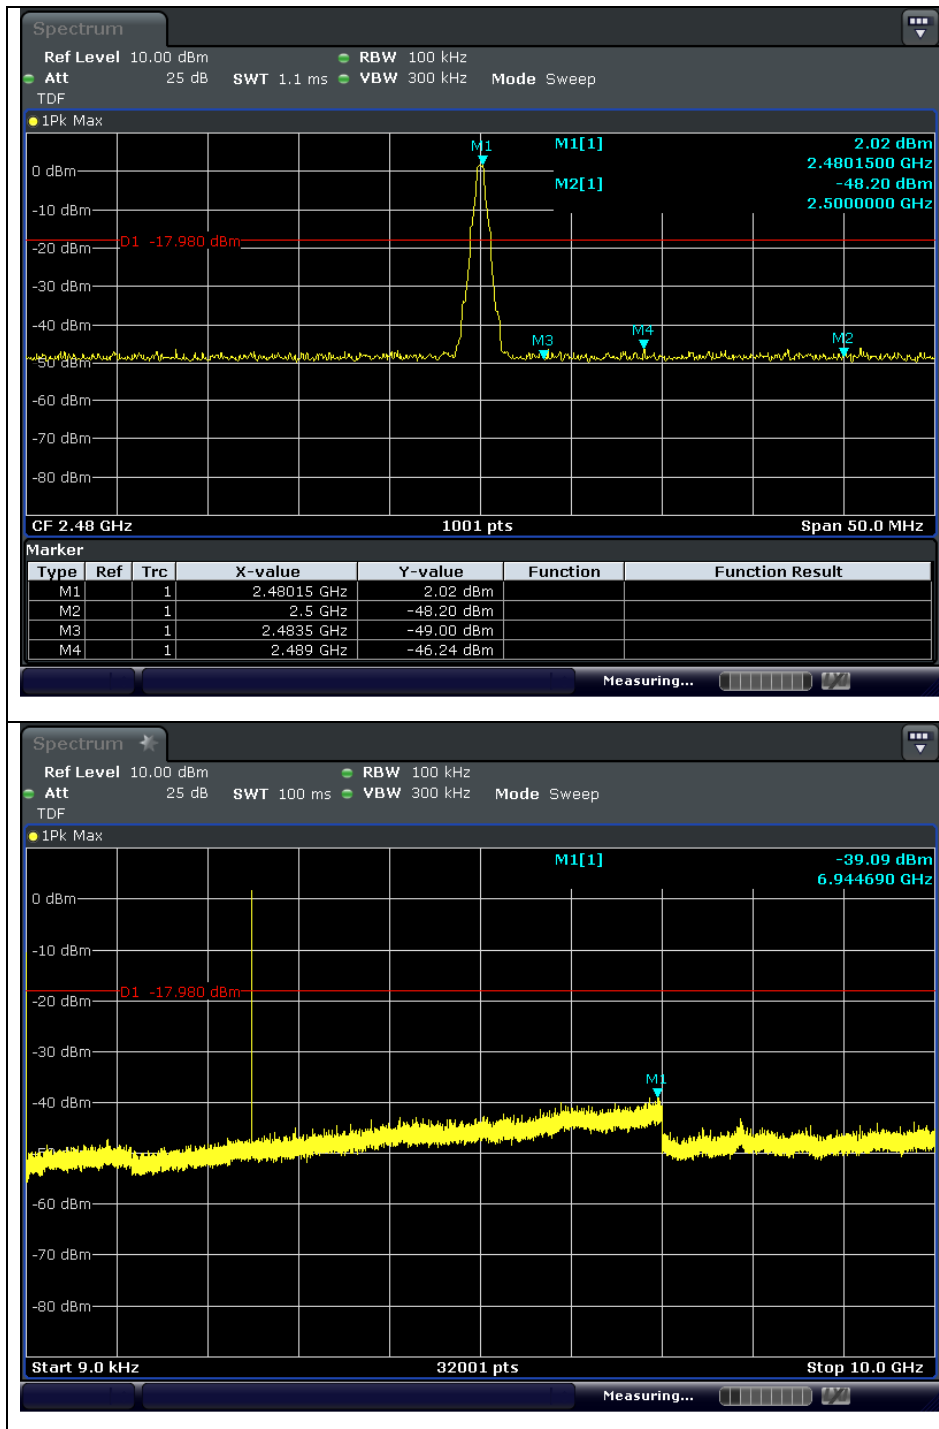 Spectrum
Ref Level 10.00 dBm RBW 100 kHz
Att 25 dB SWT 1.1 ms VBW 300 kHz Mode Sweep
TDF
1Pk Max
M1 M1[1] 2.02 dBm
2.4801500 GHz
0 dBm
M2[1] -48.20 dBm
2.5000000 GHz
-10 dBm
D1 -17.980 dBm
-20 dBm
-30 dBm
-40 dBm
M3 M4 M2
-50 dBm
-60 dBm
-70 dBm
-80 dBm
CF 2.48 GHz 1001 pts Span 50.0 MHz
Marker
Type Ref Trc X-value Y-value Function Function Result
M1 1 2.48015 GHz 2.02 dBm
M2 1 2.5 GHz -48.20 dBm
M3 1 2.4835 GHz -49.00 dBm
M4 1 2.489 GHz -46.24 dBm
Measuring...
Spectrum
Ref Level 10.00 dBm RBW 100 kHz
Att 25 dB SWT 100 ms VBW 300 kHz Mode Sweep
TDF
1Pk Max
M1[1] -39.09 dBm
6.944690 GHz
0 dBm
-10 dBm
D1 -17.980 dBm
-20 dBm
-30 dBm
M1
-40 dBm
-60 dBm
-70 dBm
-80 dBm
Start 9.0 kHz 32001 pts Stop 10.0 GHz
Measuring...